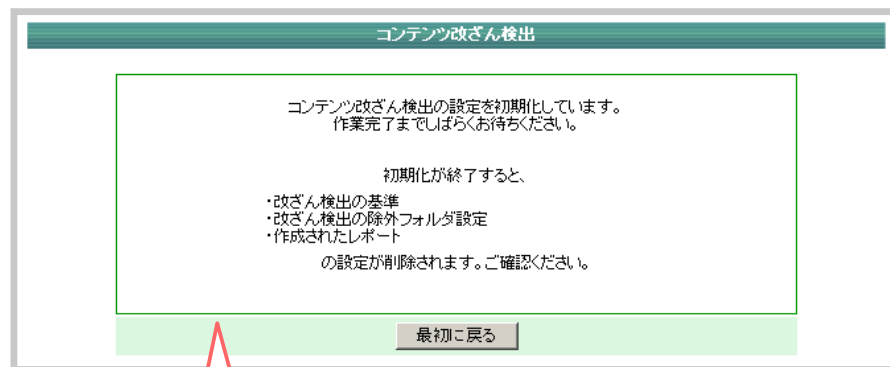 コンテンツ改ざん検出
コンテンツ改ざん検出の設定を初期化しています。
作業完了までしばらくお待ちください。
初期化が終了すると、
・改ざん検出の基準
・改ざん検出の除外フォルダ設定
・作成されたレポート
の設定が削除されます。ご確認ください。
最初に戻る